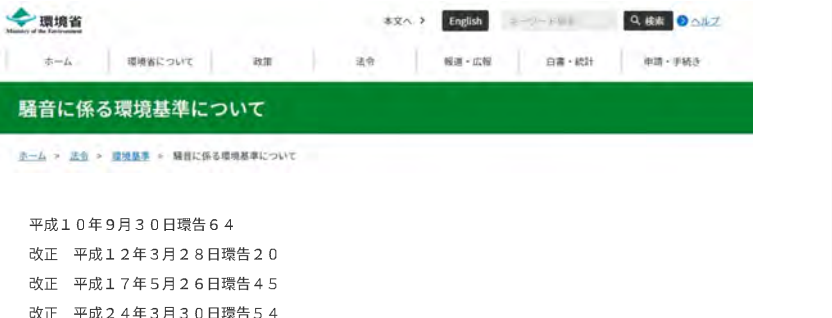 環境省
Ministry of the Environment
本文へ >
English
検索
ヘルプ
ホーム
環境省について
政策
法令
報道・広報
白書・統計
申請・手続き
騒音に係る環境基準について
ホーム > 法令 > 環境基準 > 騒音に係る環境基準について
平成１０年９月３０日環告６４
改正　平成１２年３月２８日環告２０
改正　平成１７年５月２６日環告４５
改正　平成２４年３月３０日環告５４